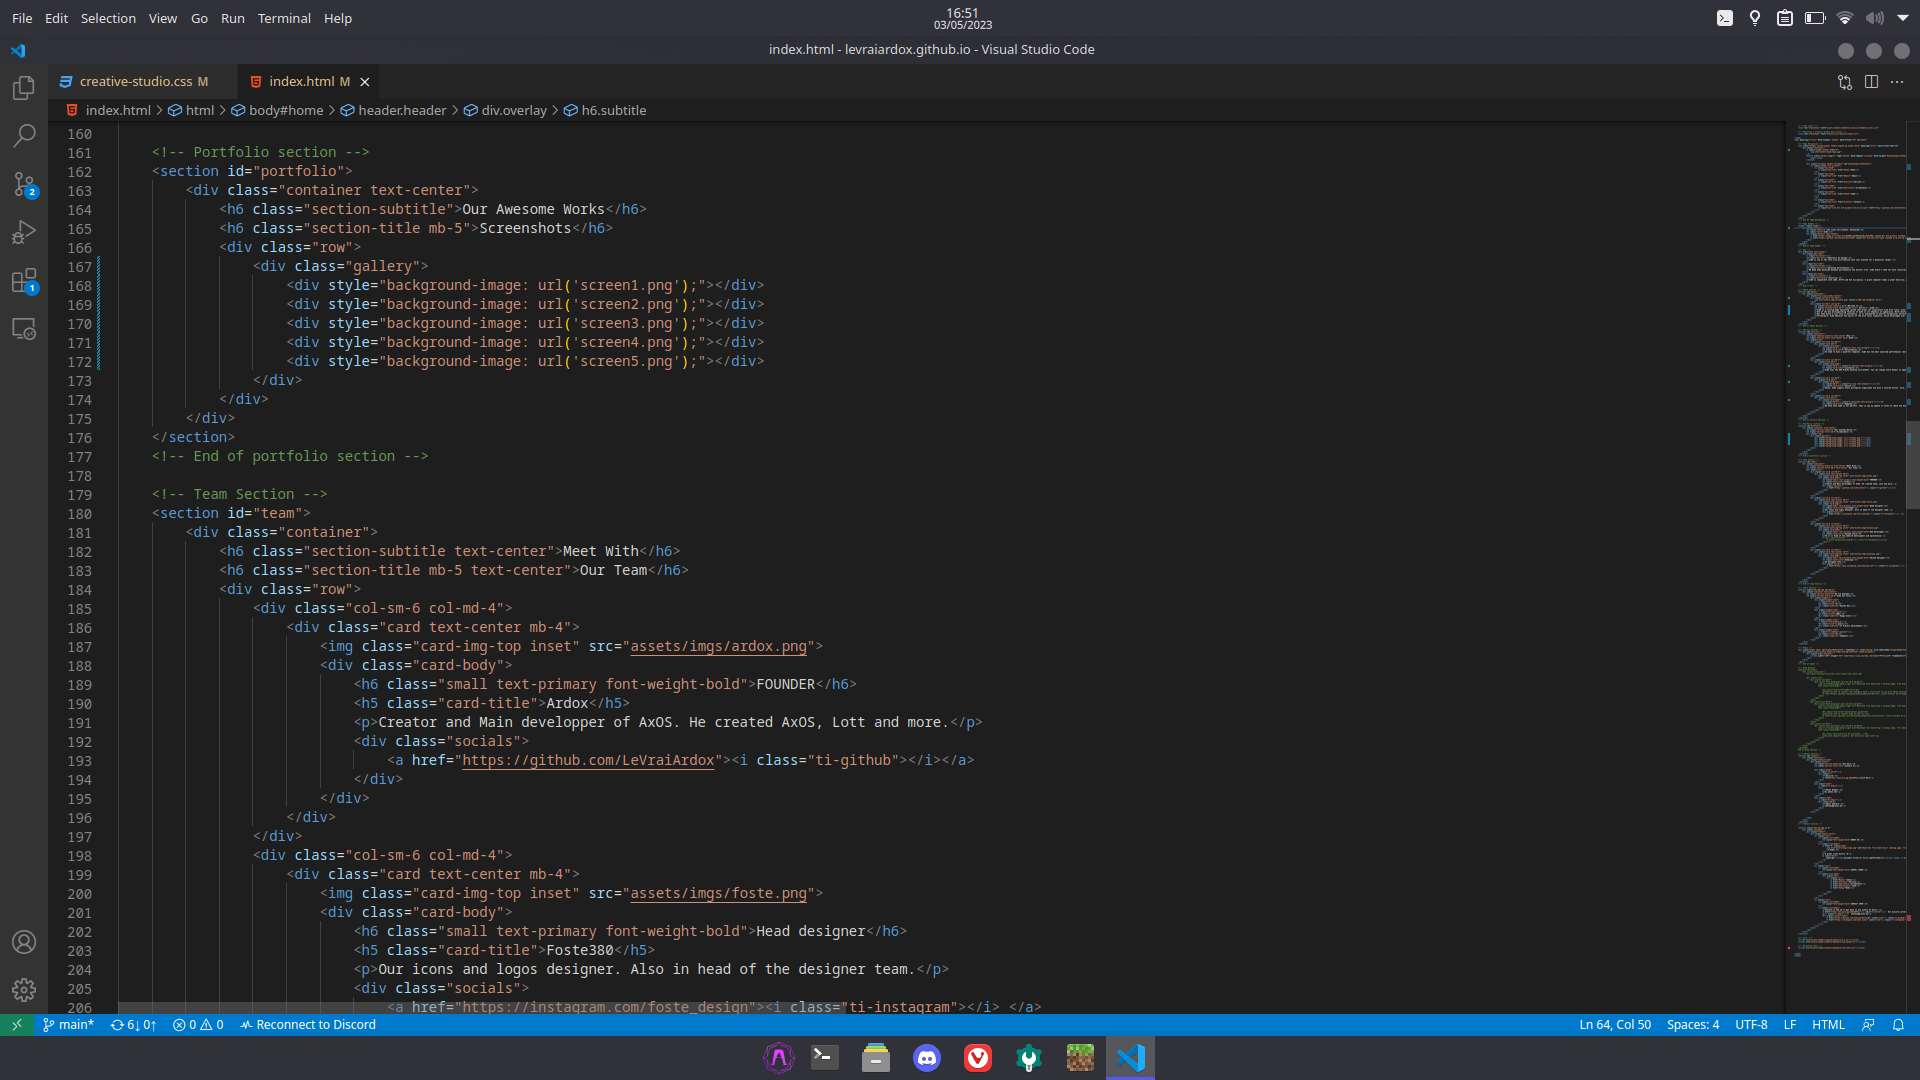 File Edit Selection View Go Run Terminal Help
16:51
03/05/2023
index.html - levraiardox.github.io - Visual Studio Code
creative-studio.css M
index.html M
index.html > html > body#home > header.header > div.overlay > h6.subtitle
160
161 <!-- Portfolio section -->
162 <section id="portfolio">
163 <div class="container text-center">
164 <h6 class="section-subtitle">Our Awesome Works</h6>
165 <h6 class="section-title mb-5">Screenshots</h6>
166 <div class="row">
167 <div class="gallery">
168 <div style="background-image: url('screen1.png');"></div>
169 <div style="background-image: url('screen2.png');"></div>
170 <div style="background-image: url('screen3.png');"></div>
171 <div style="background-image: url('screen4.png');"></div>
172 <div style="background-image: url('screen5.png');"></div>
173 </div>
174 </div>
175 </div>
176 </section>
177 <!-- End of portfolio section -->
178
179 <!-- Team Section -->
180 <section id="team">
181 <div class="container">
182 <h6 class="section-subtitle text-center">Meet With</h6>
183 <h6 class="section-title mb-5 text-center">Our Team</h6>
184 <div class="row">
185 <div class="col-sm-6 col-md-4">
186 <div class="card text-center mb-4">
187 <img class="card-img-top inset" src="assets/imgs/ardox.png">
188 <div class="card-body">
189 <h6 class="small text-primary font-weight-bold">FOUNDER</h6>
190 <h5 class="card-title">Ardox</h5>
191 <p>Creator and Main developper of AxOS. He created AxOS, Lott and more.</p>
192 <div class="socials">
193 <a href="https://github.com/LeVraiArdox"><i class="ti-github"></i></a>
194 </div>
195 </div>
196 </div>
197 </div>
198 <div class="col-sm-6 col-md-4">
199 <div class="card text-center mb-4">
200 <img class="card-img-top inset" src="assets/imgs/foste.png">
201 <div class="card-body">
202 <h6 class="small text-primary font-weight-bold">Head designer</h6>
203 <h5 class="card-title">Foste380</h5>
204 <p>Our icons and logos designer. Also in head of the designer team.</p>
205 <div class="socials">
206 <a href="https://instagram.com/foste_design"><i class="ti-instagram"></i> </a>
2
1
main* 6↓ 0↑ 0 0 Reconnect to Discord
Ln 64, Col 50 Spaces: 4 UTF-8 LF HTML